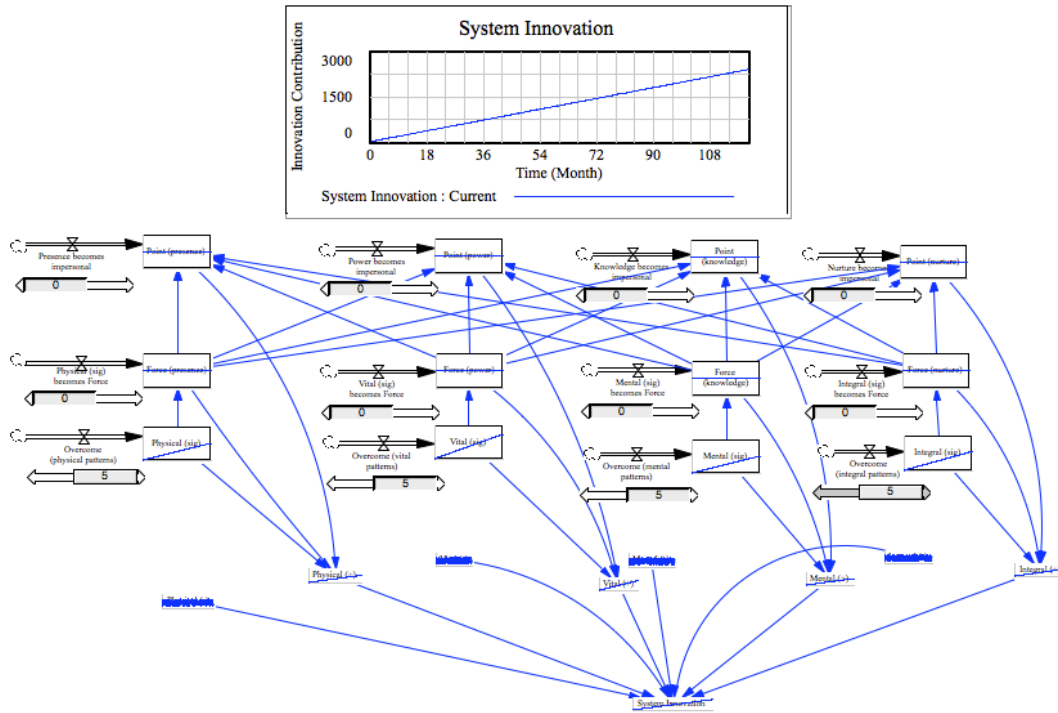 System Innovation
Innovation Contribution
3000
1500
0
0 18 36 54 72 90 108
Time (Month)
System Innovation : Current
Point (presence)
Presence becomes
impersonal
0
Point (power)
Power becomes
impersonal
0
Point
(knowledge)
Knowledge becomes
impersonal
0
Point (nurture)
Nurture becomes
impersonal
0
Physical (sig)
becomes Force
0
Force (presence)
Vital (sig)
becomes Force
0
Force (power)
Mental (sig)
becomes Force
0
Force
(knowledge)
Integral (sig)
becomes Force
0
Force (nurture)
Overcome
(physical patterns)
5
Physical (sig)
Overcome (vital
patterns)
5
Vital (sig)
Overcome (mental
patterns)
5
Mental (sig)
Overcome
(integral patterns)
5
Integral (sig)
Physical (+)
Vital (+)
Mental (+)
Integral
System Innovation